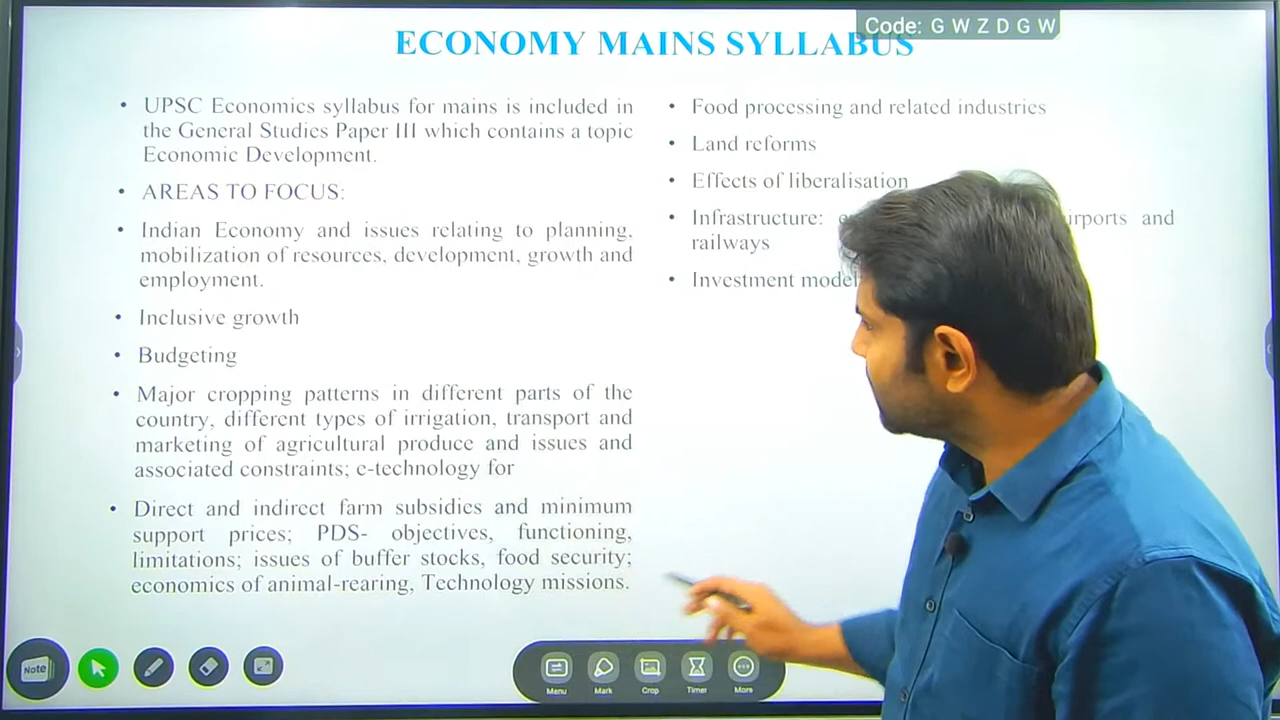 Code: G W Z D G W
ECONOMY MAINS SYLLABUS
• UPSC Economics syllabus for mains is included in
the General Studies Paper III which contains a topic
Economic Development.
• AREAS TO FOCUS:
• Indian Economy and issues relating to planning,
mobilization of resources, development, growth and
employment.
• Inclusive growth
• Budgeting
• Major cropping patterns in different parts of the
country, different types of irrigation, transport and
marketing of agricultural produce and issues and
associated constraints; e-technology for
• Direct and indirect farm subsidies and minimum
support prices; PDS- objectives, functioning,
limitations; issues of buffer stocks, food security;
economics of animal-rearing, Technology missions.
• Food processing and related industries
• Land reforms
• Effects of liberalisation
• Infrastructure: and
railways
• Investment
Note
Menu
Mark
Crop
Timer
More